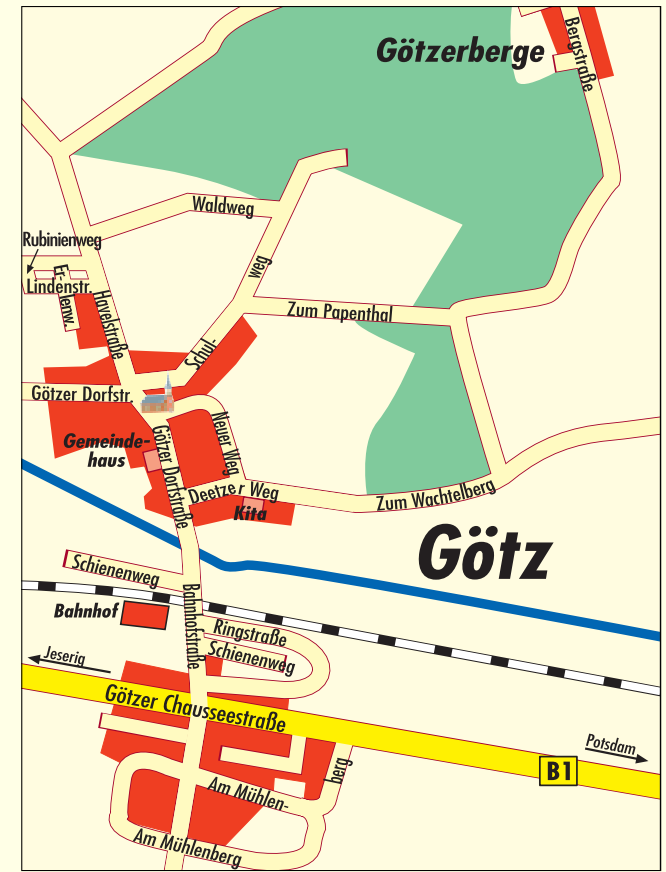 Götzerberge
Bergstraße
Waldweg
Rubinienweg
Er-
lenw.
Lindenstr.
Havelstraße
weg
Schul-
Zum Papenthal
Götzer Dorfstr.
Gemeinde-
haus
Götzer Dorfstraße
Neuer Weg
Deetzer Weg
Kita
Zum Wachtelberg
Götz
Schienenweg
Bahnhof
Bahnhofstraße
Ringstraße
Schienenweg
Jeserig
Götzer Chausseestraße
Potsdam
B1
berg
Am Mühlen-
Am Mühlenberg